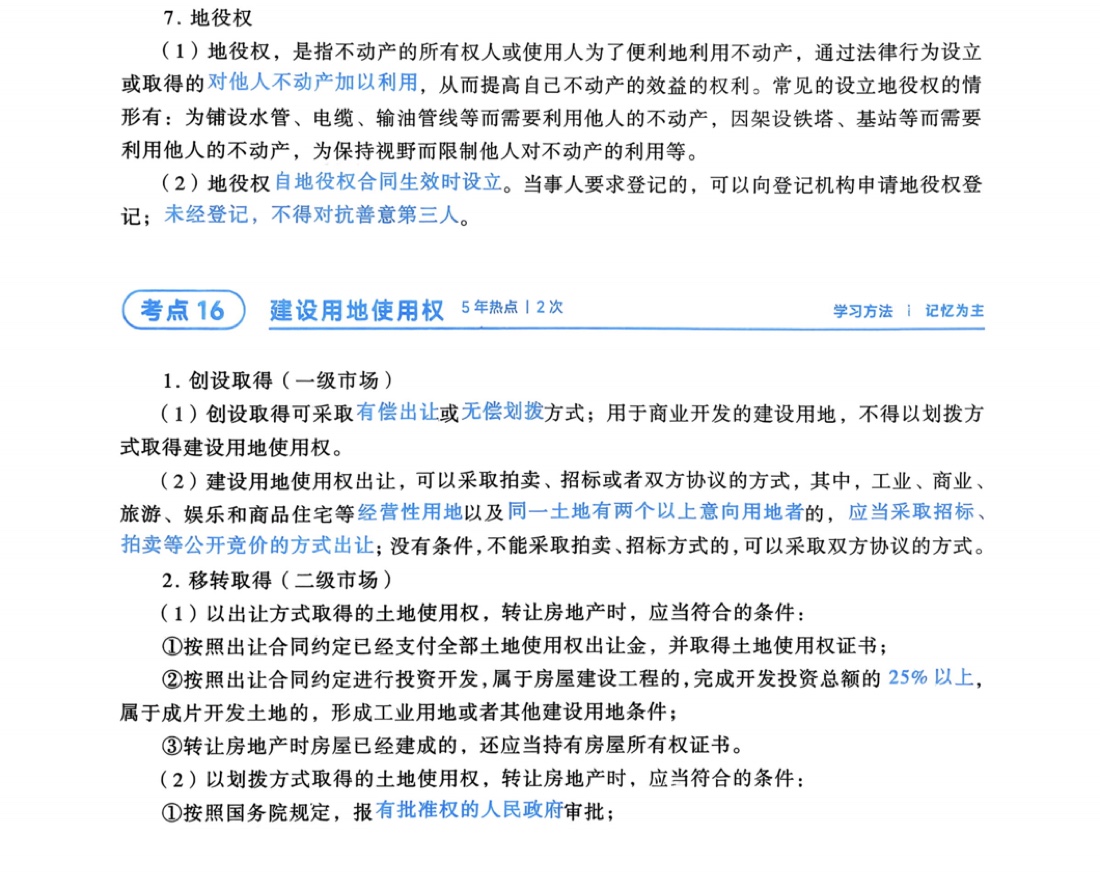 7. 地役权
（1）地役权，是指不动产的所有权人或使用人为了便利地利用不动产，通过法律行为设立
或取得的对他人不动产加以利用，从而提高自己不动产的效益的权利。常见的设立地役权的情
形有：为铺设水管、电缆、输油管线等而需要利用他人的不动产，因架设铁塔、基站等而需要
利用他人的不动产，为保持视野而限制他人对不动产的利用等。
（2）地役权自地役权合同生效时设立。当事人要求登记的，可以向登记机构申请地役权登
记；未经登记，不得对抗善意第三人。
考点 16 建设用地使用权 5 年热点 | 2 次 学习方法 ¦ 记忆为主
1. 创设取得（一级市场）
（1）创设取得可采取有偿出让或无偿划拨方式；用于商业开发的建设用地，不得以划拨方
式取得建设用地使用权。
（2）建设用地使用权出让，可以采取拍卖、招标或者双方协议的方式，其中，工业、商业、
旅游、娱乐和商品住宅等经营性用地以及同一土地有两个以上意向用地者的，应当采取招标、
拍卖等公开竞价的方式出让；没有条件，不能采取拍卖、招标方式的，可以采取双方协议的方式。
2. 移转取得（二级市场）
（1）以出让方式取得的土地使用权，转让房地产时，应当符合的条件：
①按照出让合同约定已经支付全部土地使用权出让金，并取得土地使用权证书；
②按照出让合同约定进行投资开发，属于房屋建设工程的，完成开发投资总额的 25% 以上，
属于成片开发土地的，形成工业用地或者其他建设用地条件；
③转让房地产时房屋已经建成的，还应当持有房屋所有权证书。
（2）以划拨方式取得的土地使用权，转让房地产时，应当符合的条件：
①按照国务院规定，报有批准权的人民政府审批；